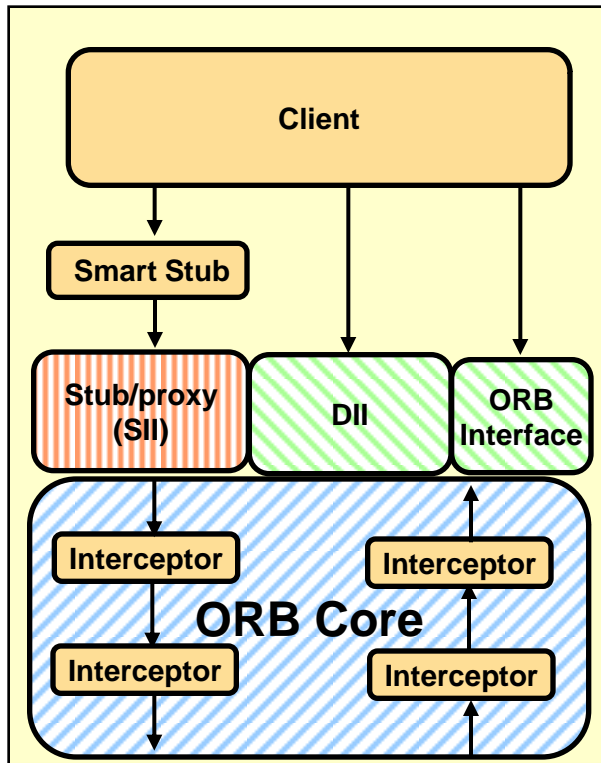 Client
Smart Stub
Stub/proxy
(SII)
DII
ORB
Interface
Interceptor
Interceptor
ORB Core
Interceptor
Interceptor